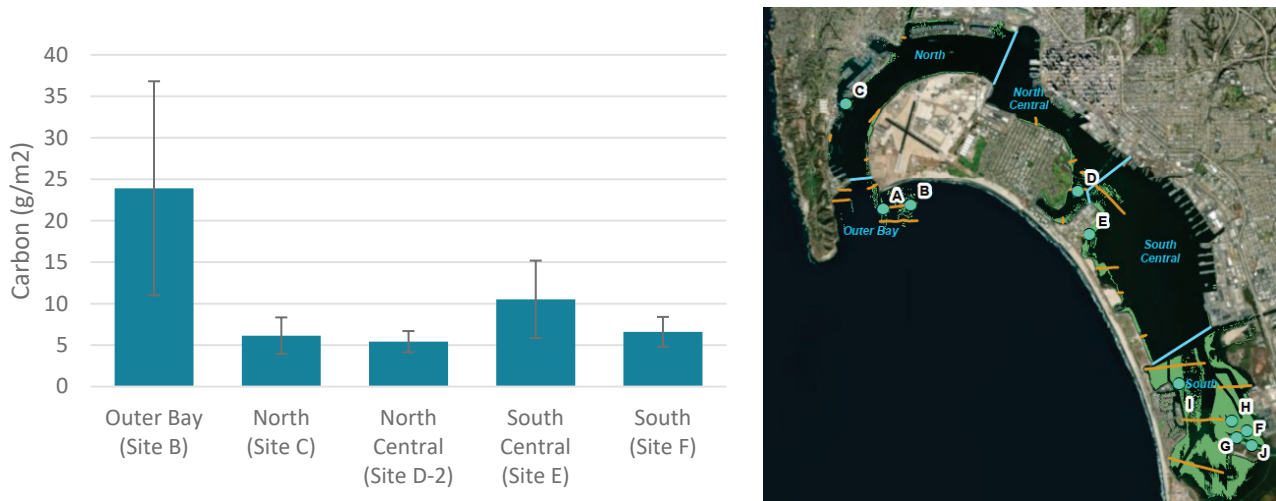 Carbon (g/m2)
40
35
30
25
20
15
10
5
0
Outer Bay
(Site B)
North
(Site C)
North
Central
(Site D-2)
South
Central
(Site E)
South
(Site F)
North
C
North
Central
D
A
B
Outer Bay
E
South
Central
South
I
H
F
G
J